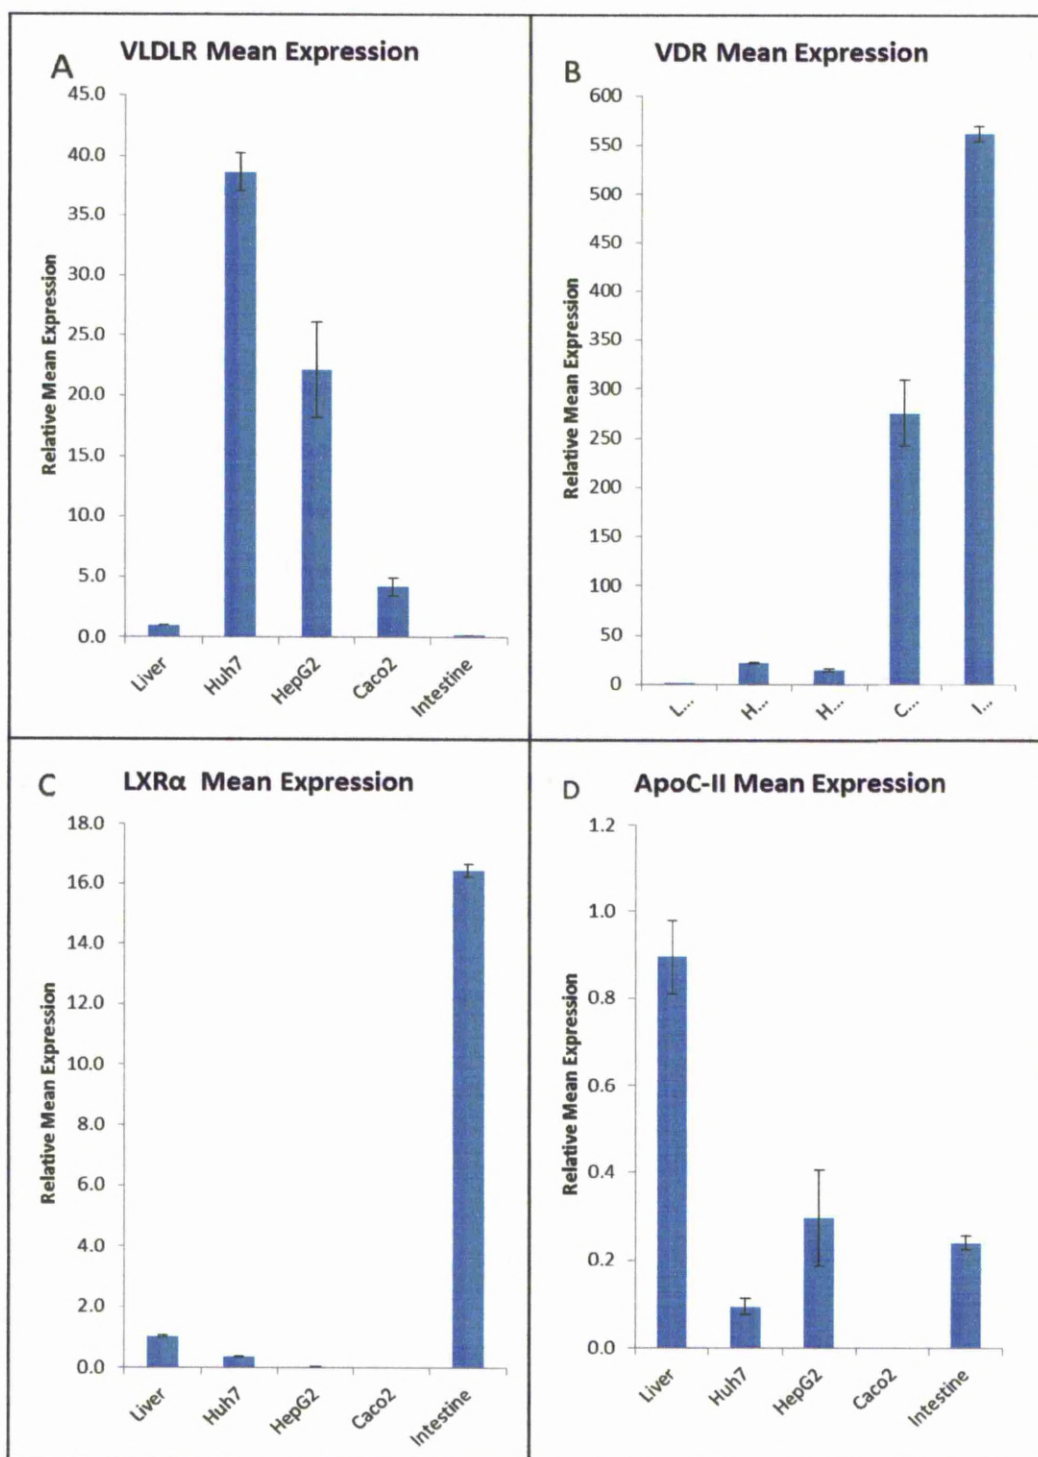 A
VLDLR Mean Expression
Relative Mean Expression
45.0
40.0
35.0
30.0
25.0
20.0
15.0
10.0
5.0
0.0
Liver
Huh7
HepG2
Caco2
Intestine
B
VDR Mean Expression
Relative Mean Expression
600
550
500
450
400
350
300
250
200
150
100
50
0
L...
H...
H...
C...
I...
C
LXRα Mean Expression
Relative Mean Expression
18.0
16.0
14.0
12.0
10.0
8.0
6.0
4.0
2.0
0.0
Liver
Huh7
HepG2
Caco2
Intestine
D
ApoC-II Mean Expression
Relative Mean Expression
1.2
1.0
0.8
0.6
0.4
0.2
0.0
Liver
Huh7
HepG2
Caco2
Intestine